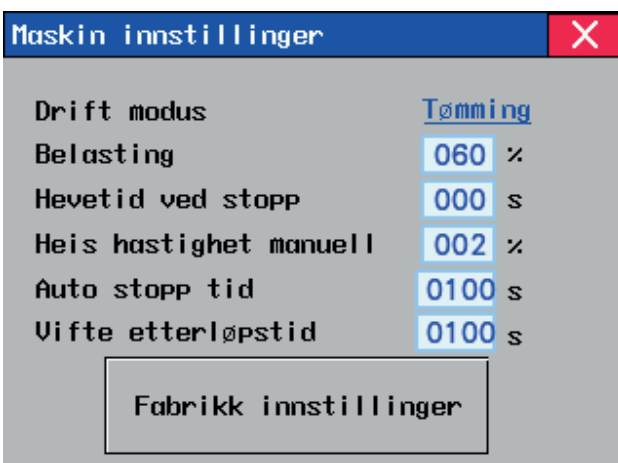 Maskin innstillinger
Drift modus Tømming
Belasting 060 %
Hevetid ved stopp 000 s
Heis hastighet manuell 002 %
Auto stopp tid 0100 s
Vifte etterløpstid 0100 s
Fabrikk innstillinger